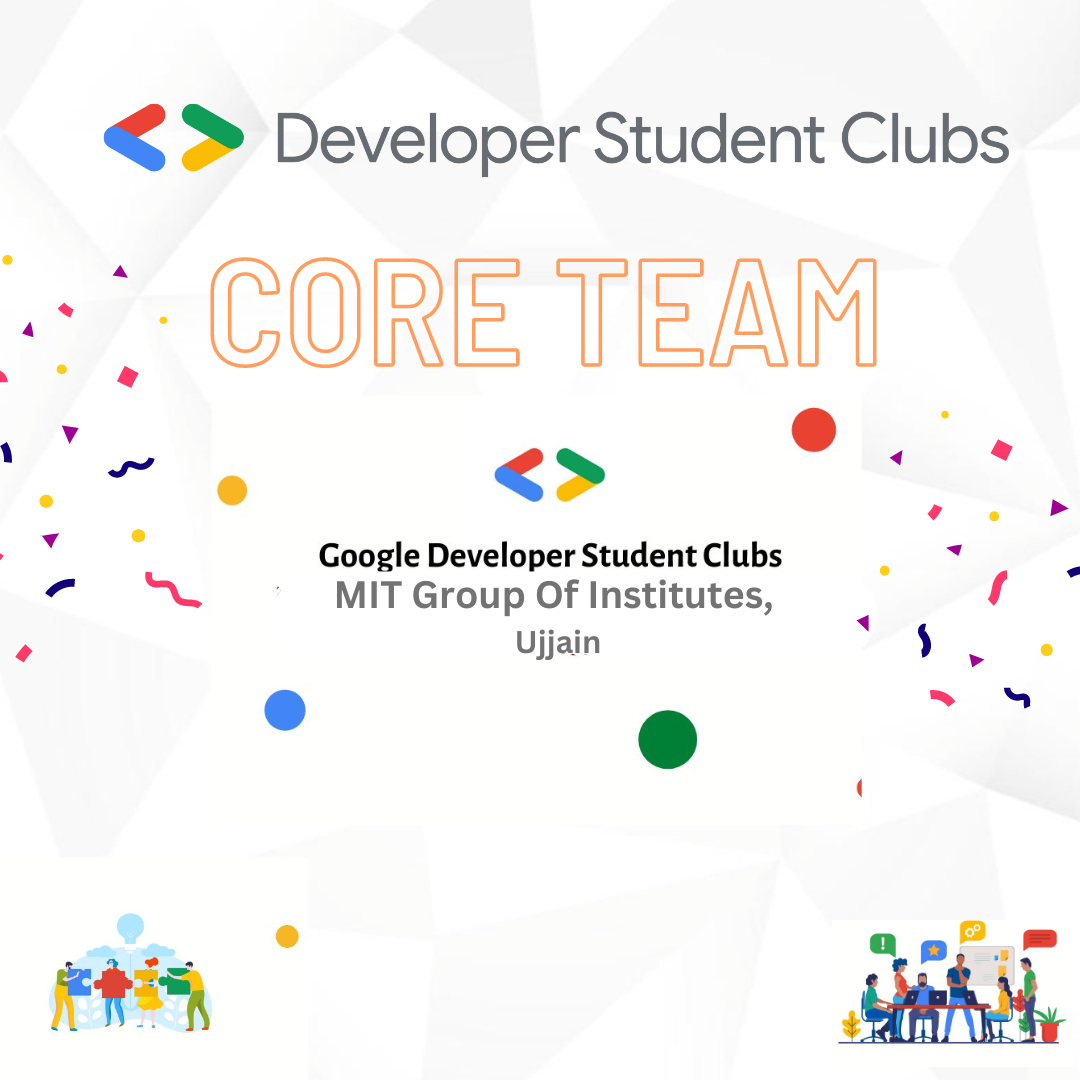 Developer Student Clubs
CORE TEAM
Google Developer Student Clubs
MIT Group Of Institutes,
Ujjain
!